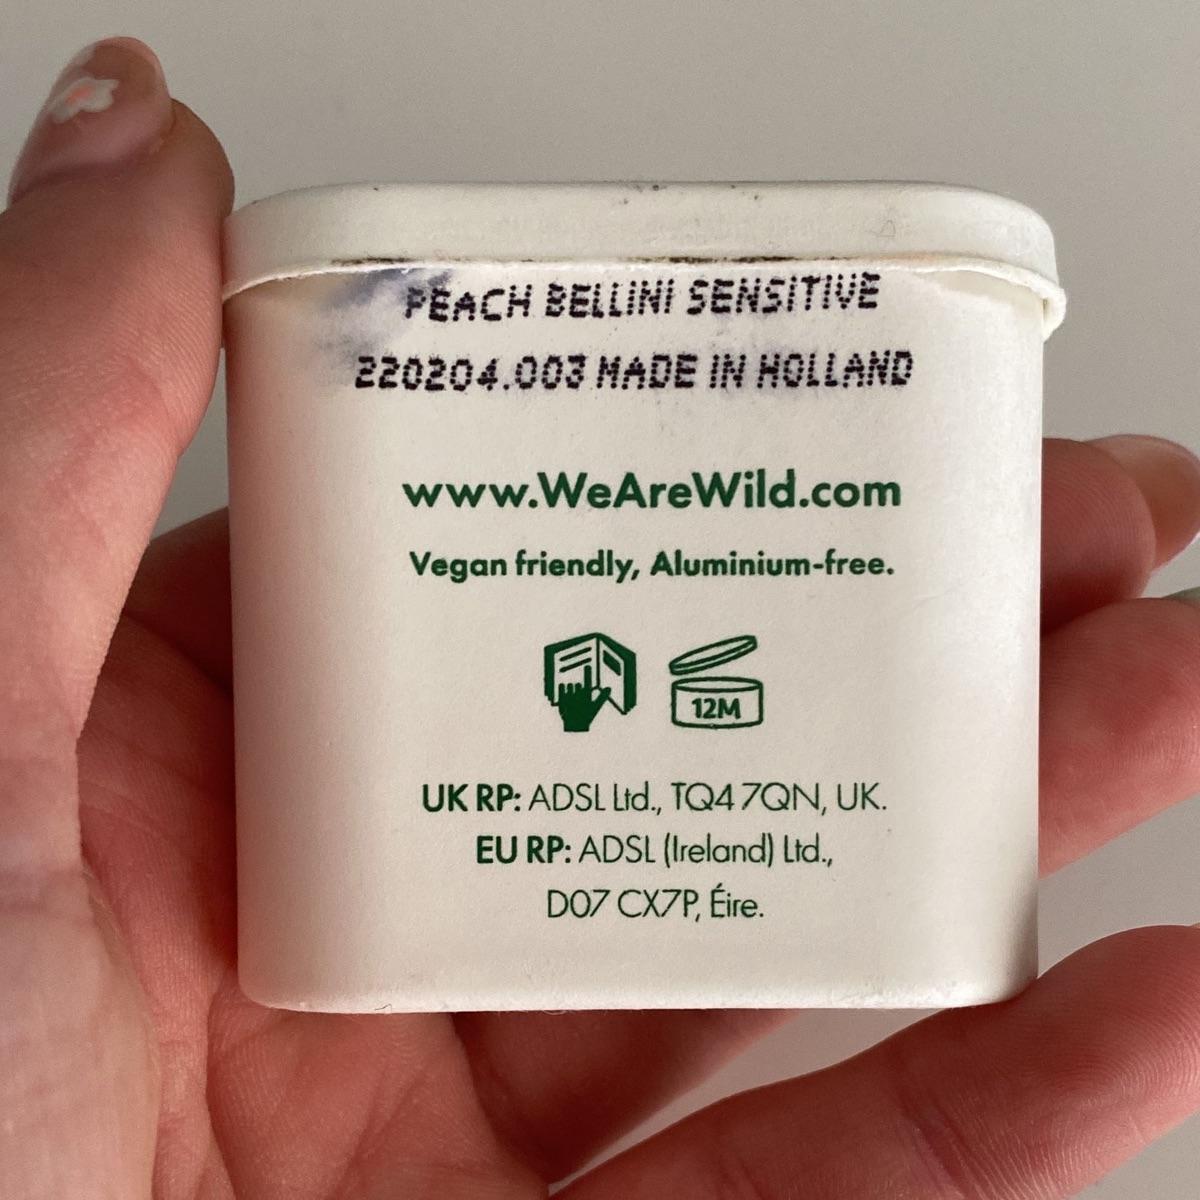 PEACH BELLINI SENSITIVE
220204.003 MADE IN HOLLAND
www.WeAreWild.com
Vegan friendly, Aluminium-free.
12M
UK RP: ADSL Ltd., TQ4 7QN, UK.
EU RP: ADSL (Ireland) Ltd.,
D07 CX7P, Éire.